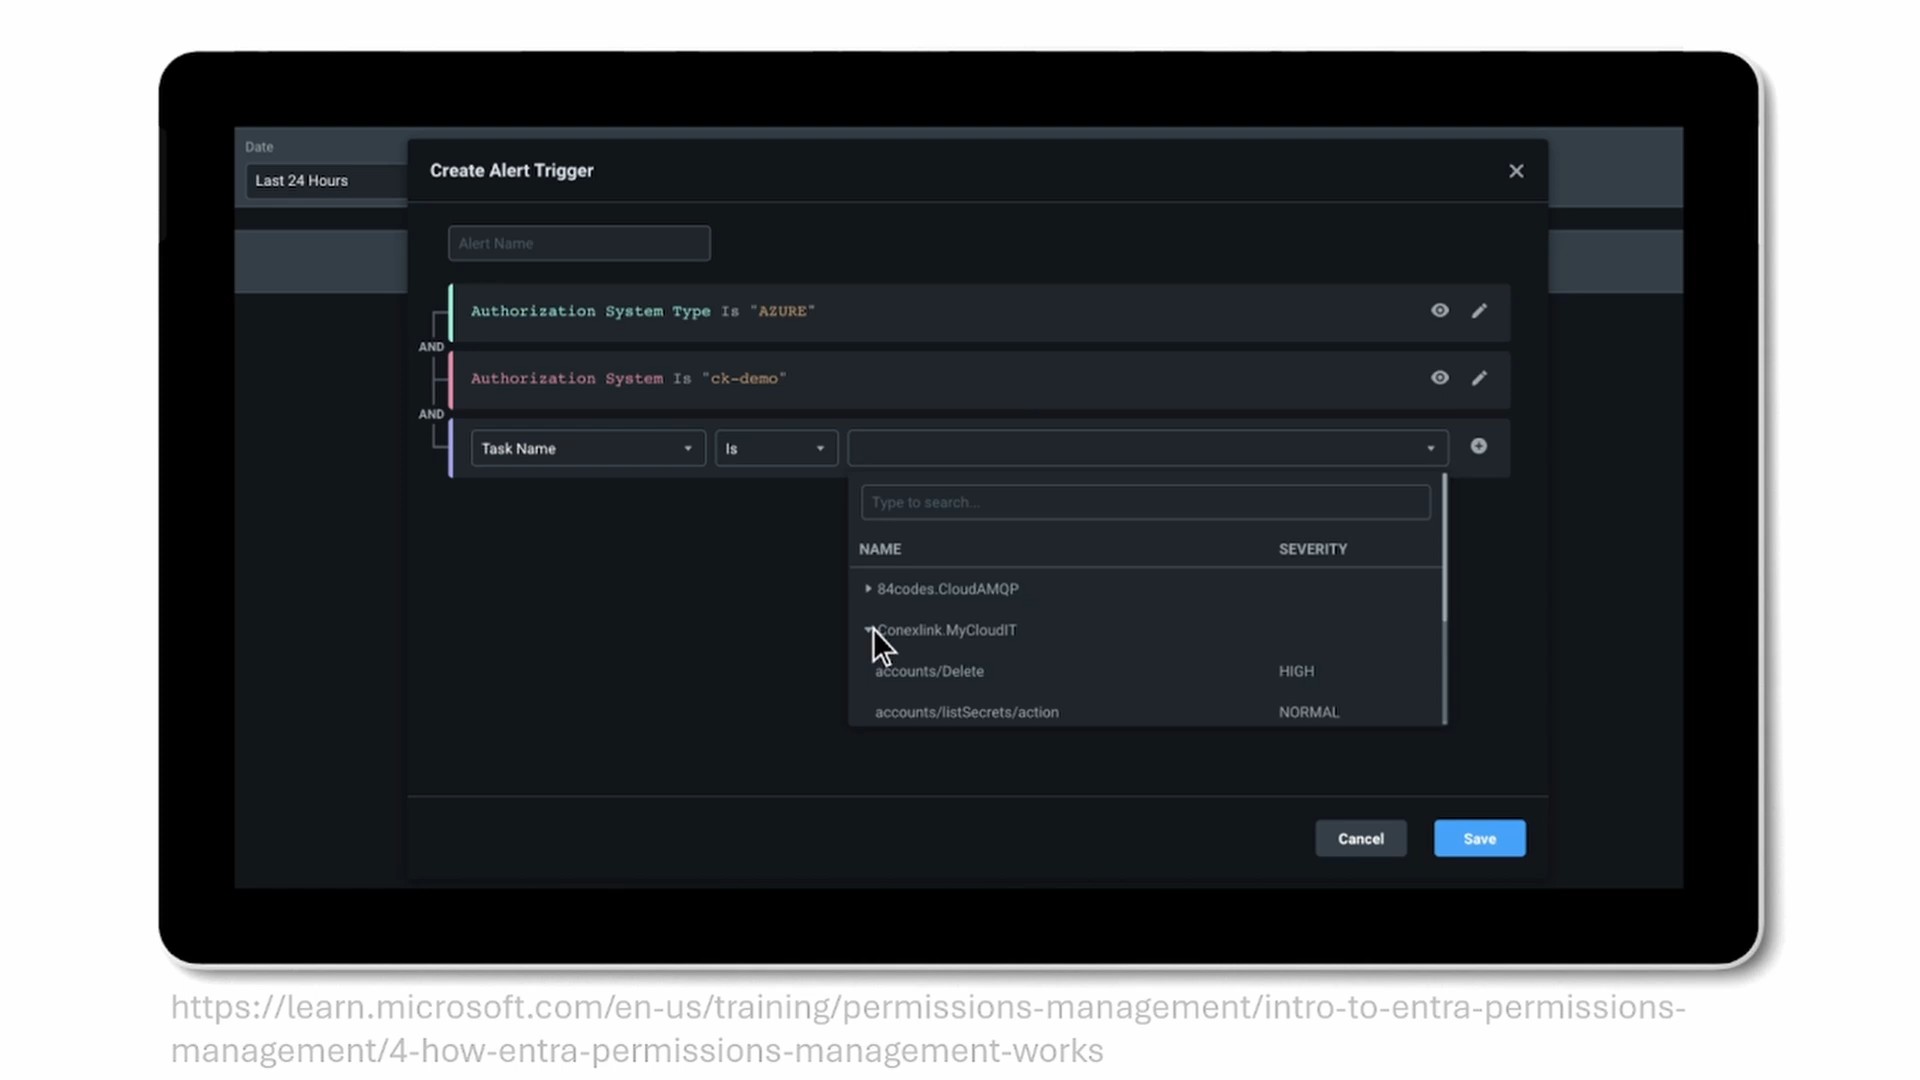 Date
Last 24 Hours
Create Alert Trigger
Alert Name
Authorization System Type Is "AZURE"
AND
Authorization System Is "ck-demo"
AND
Task Name Is
Type to search...
NAME SEVERITY
84codes.CloudAMQP
Conexlink.MyCloudIT
accounts/Delete HIGH
accounts/listSecrets/action NORMAL
Cancel Save
https://learn.microsoft.com/en-us/training/permissions-management/intro-to-entra-permissions-
management/4-how-entra-permissions-management-works